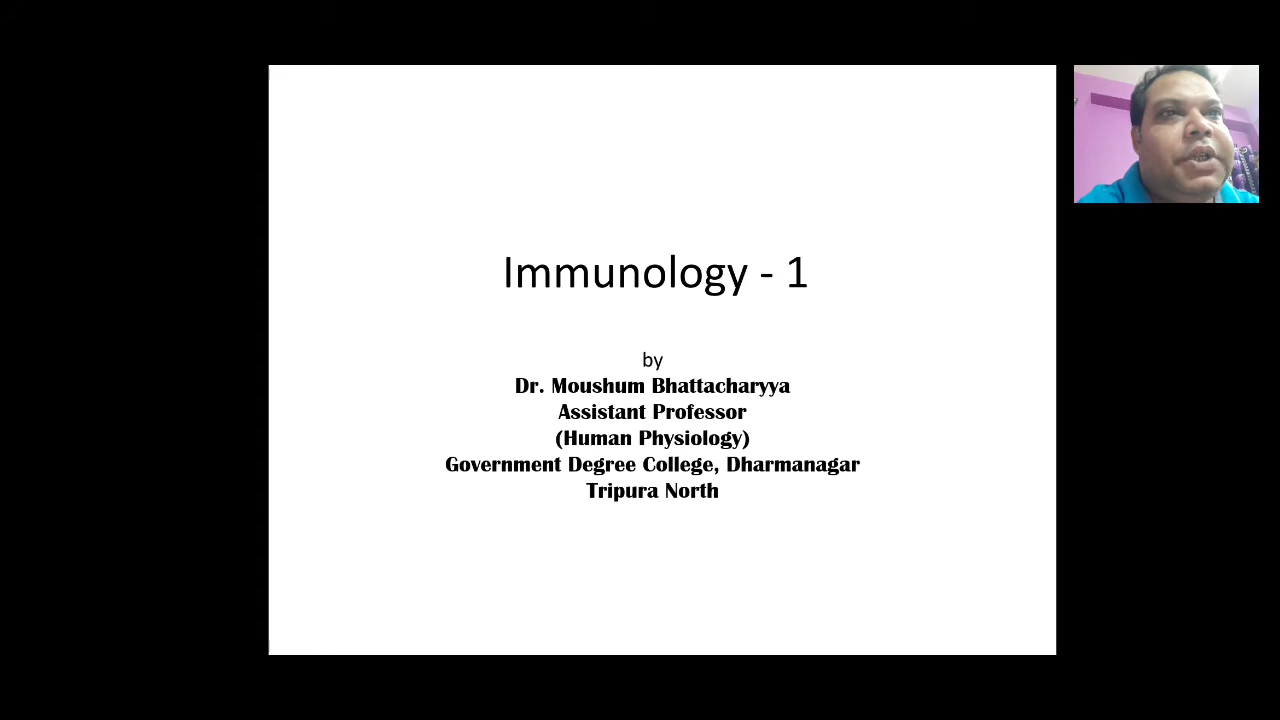 Immunology - 1
by
Dr. Moushum Bhattacharyya
Assistant Professor
(Human Physiology)
Government Degree College, Dharmanagar
Tripura North